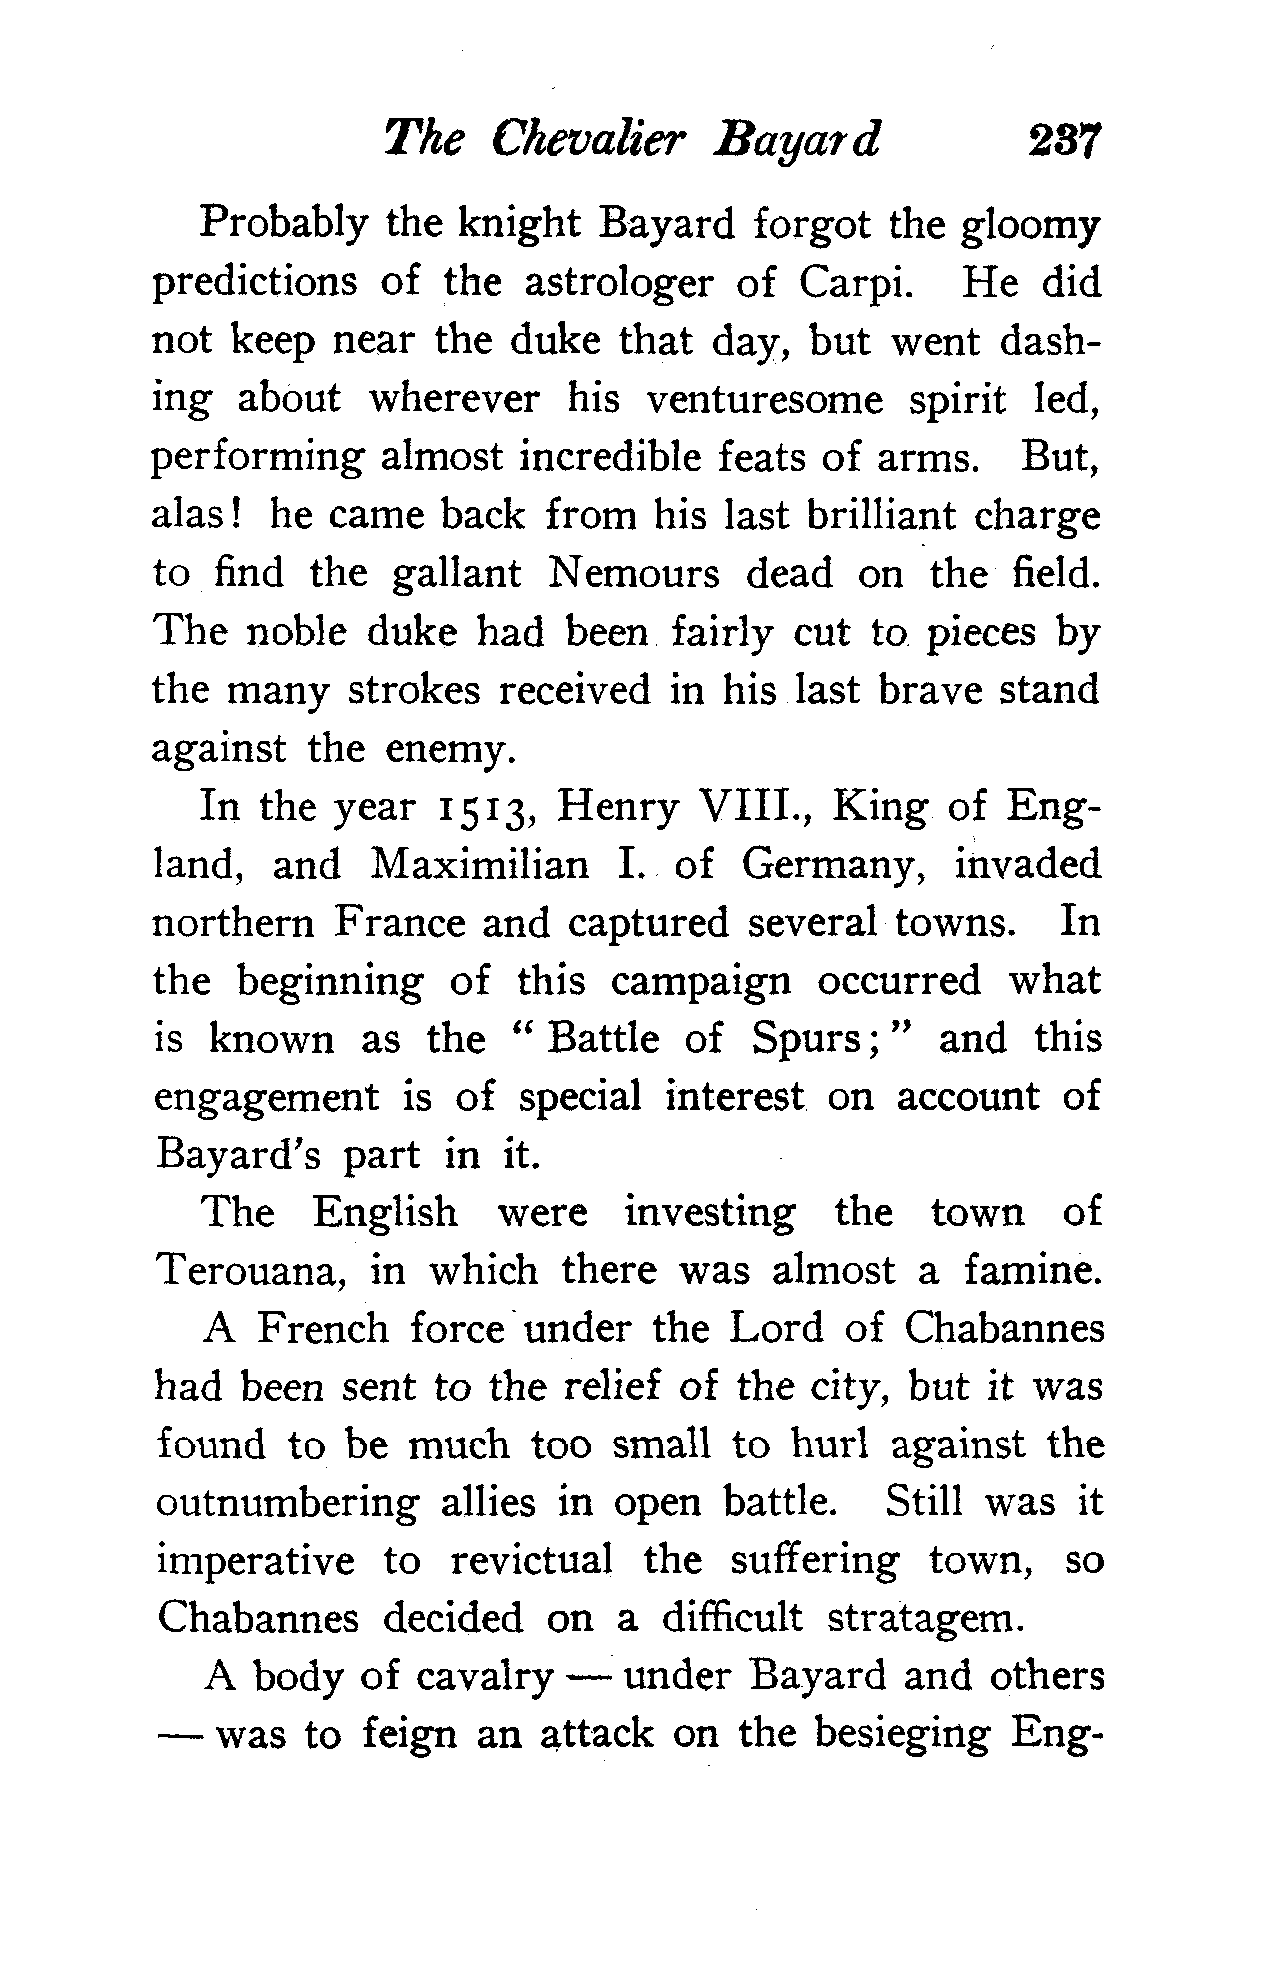 The Chevalier Bayard 237
Probably the knight Bayard forgot the gloomy
predictions of the astrologer of Carpi. He did
not keep near the duke that day, but went dash-
ing about wherever his venturesome spirit led,
performing almost incredible feats of arms. But,
alas! he came back from his last brilliant charge
to find the gallant Nemours dead on the field.
The noble duke had been fairly cut to pieces by
the many strokes received in his last brave stand
against the enemy.
In the year 1513, Henry VIII., King of Eng-
land, and Maximilian I. of Germany, invaded
northern France and captured several towns. In
the beginning of this campaign occurred what
is known as the “ Battle of Spurs ; ” and this
engagement is of special interest on account of
Bayard's part in it.
The English were investing the town of
Terouana, in which there was almost a famine.
A French force under the Lord of Chabannes
had been sent to the relief of the city, but it was
found to be much too small to hurl against the
outnumbering allies in open battle. Still was it
imperative to revictual the suffering town, so
Chabannes decided on a difficult stratagem.
A body of cavalry — under Bayard and others
— was to feign an attack on the besieging Eng-